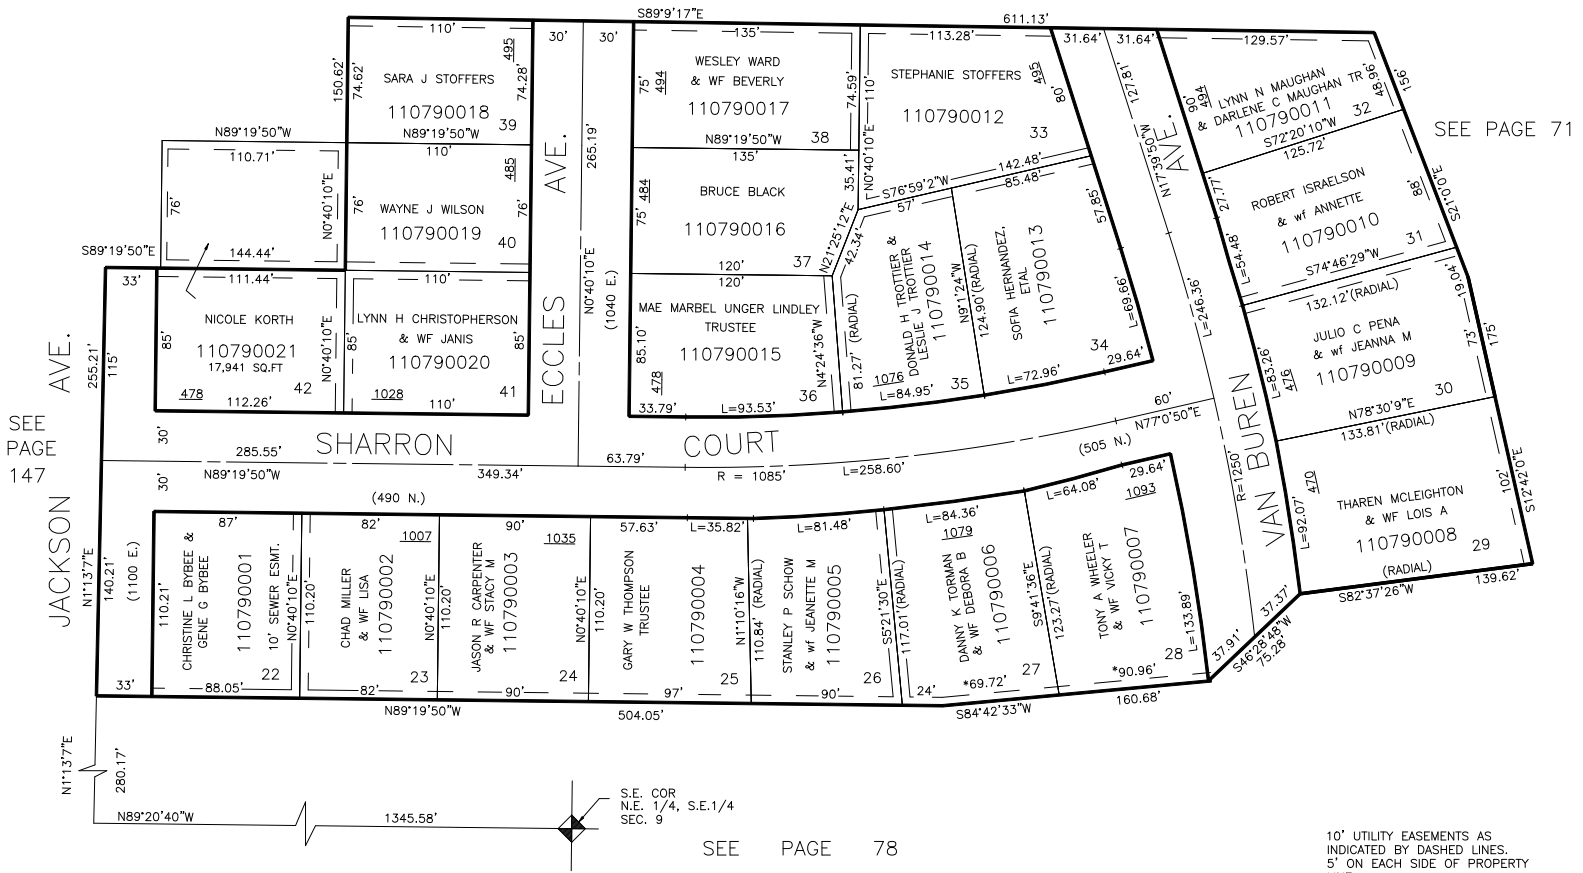 S89°9'17"E
611.13'
110'
495
150.62'
74.62'
SARA J STOFFERS
110790018
74.28'
39
30'
30'
135'
75'
494
WESLEY WARD
& WF BEVERLY
110790017
74.59'
38
N89°19'50"W
113.28'
STEPHANIE STOFFERS
110790012
495
80'
33
110'
N0°40'10"E
142.48'
S76°59'2"W
31.64'
31.64'
127.81'
N17°39'50"W
AVE.
129.57'
90'
494
LYNN N MAUGHAN
& DARLENE C MAUGHAN TR
110790011
32
48.96'
156'
S72°20'10"W
125.72'
SEE PAGE 71
N89°19'50"W
110.71'
76'
N0°40'10"E
144.44'
S89°19'50"E
N89°19'50"W
110'
485
76'
WAYNE J WILSON
110790019
76'
40
ECCLES AVE.
265.19'
N0°40'10"E
(1040 E.)
135'
75'
484
BRUCE BLACK
110790016
35.41'
37
120'
N21°25'12"E
42.34'
57'
DONALD H TROTTIER &
LESLIE J TROTTIER
110790014
85.48'
N9°1'24"W
124.90'(RADIAL)
SOFIA HERNANDEZ,
ETAL
110790013
57.85'
L=69.66'
34
29.64'
L=72.96'
27.77'
L=54.48'
ROBERT ISRAELSON
& wf ANNETTE
110790010
88'
S21°0'0"E
31
S74°46'29"W
132.12'(RADIAL)
19.04'
L=246.36'
33'
111.44'
NICOLE KORTH
110790021
17,941 SQ.FT
85'
478
42
N0°40'10"E
112.26'
110'
LYNN H CHRISTOPHERSON
& WF JANIS
110790020
85'
85'
1028
41
110'
120'
MAE MARBEL UNGER LINDLEY
TRUSTEE
110790015
85.10'
478
N4°24'36"W
81.27' (RADIAL)
36
33.79'
L=93.53'
1076
L=84.95'
35
JULIO C PENA
& wf JEANNA M
110790009
L=83.26'
476
73'
175'
30
N78°30'9"E
133.81'(RADIAL)
JACKSON AVE.
255.21'
115'
SEE
PAGE
147
30'
30'
SHARRON COURT
285.55'
N89°19'50"W
349.34'
63.79'
R = 1085'
L=258.60'
(505 N.)
60'
N77°0'50"E
(490 N.)
VAN BUREN
R=1250'
470
L=92.07'
THAREN MCLEIGHTON
& WF LOIS A
110790008
29
102'
S12°42'0"E
(RADIAL)
139.62'
S82°37'26"W
N1°13'7"E
140.21'
(1100 E.)
87'
110.21'
CHRISTINE L BYBEE &
GENE G BYBEE
110790001
10' SEWER ESMT.
N0°40'10"E
22
33'
88.05'
82'
110.20'
CHAD MILLER
& WF LISA
110790002
1007
N0°40'10"E
23
82'
90'
110.20'
JASON R CARPENTER
& WF STACY M
110790003
1035
N0°40'10"E
24
90'
57.63'
L=35.82'
110.20'
GARY W THOMPSON
TRUSTEE
110790004
N1°10'16"W
25
97'
L=81.48'
110.84' (RADIAL)
STANLEY P SCHOW
& wf JEANETTE M
110790005
S5°21'30"E
117.01'(RADIAL)
26
90'
L=84.36'
1079
DANNY K TORMAN
& WF DEBORA B
110790006
S9°41'36"E
123.27'(RADIAL)
27
24'
*69.72'
L=64.08'
29.64'
1093
TONY A WHEELER
& WF VICKY T
110790007
L=133.89'
28
*90.96'
37.91'
37.37'
S46°28'48"W
75.28'
N89°19'50"W
504.05'
S84°42'33"W
160.68'
N1°13'7"E
280.17'
N89°20'40"W
1345.58'
S.E. COR
N.E. 1/4, S.E.1/4
SEC. 9
SEE PAGE 78
10' UTILITY EASEMENTS AS
INDICATED BY DASHED LINES.
5' ON EACH SIDE OF PROPERTY